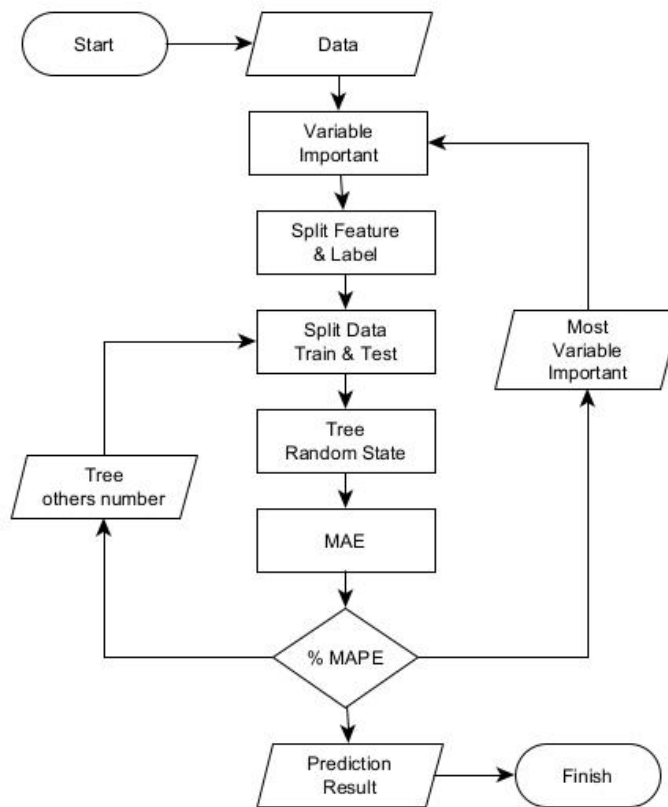 Start
Data
Variable
Important
Split Feature
& Label
Split Data
Train & Test
Most
Variable
Important
Tree
Random State
Tree
others number
MAE
% MAPE
Prediction
Result
Finish